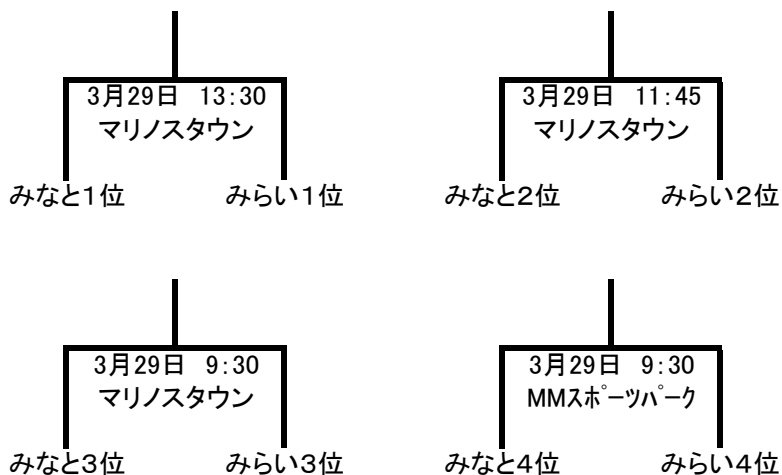 3月29日 13:30
マリノスタウン
みなと1位 みらい1位
3月29日 11:45
マリノスタウン
みなと2位 みらい2位
3月29日 9:30
マリノスタウン
みなと3位 みらい3位
3月29日 9:30
MMスポーツパーク
みなと4位 みらい4位